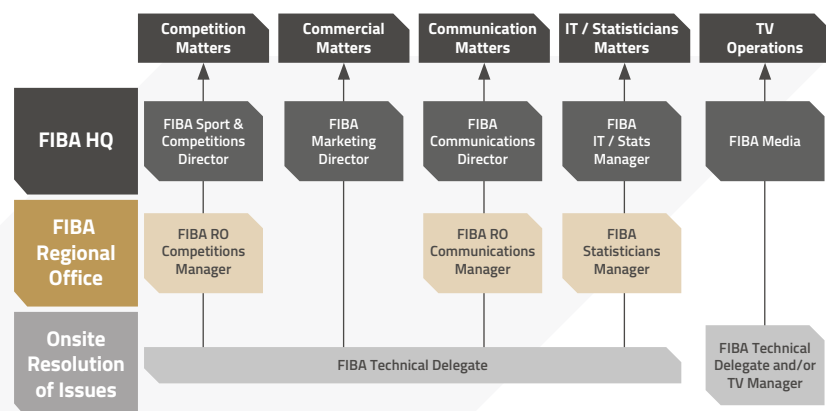 Competition
Matters
Commercial
Matters
Communication
Matters
IT / Statisticians
Matters
TV
Operations
FIBA HQ
FIBA Sport &
Competitions
Director
FIBA
Marketing
Director
FIBA
Communications
Director
FIBA
IT / Stats
Manager
FIBA Media
FIBA
Regional
Office
FIBA RO
Competitions
Manager
FIBA RO
Communications
Manager
FIBA
Statisticians
Manager
Onsite
Resolution
of Issues
FIBA Technical Delegate
FIBA Technical
Delegate and/or
TV Manager